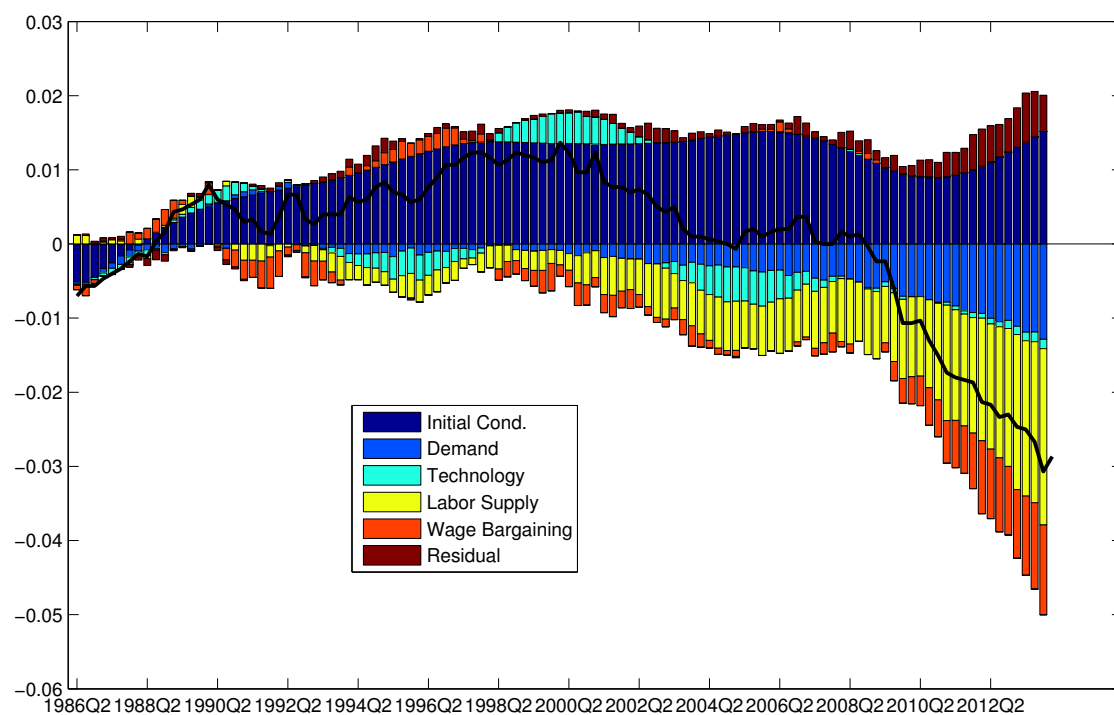 0.03
0.02
0.01
0
−0.01
−0.02
−0.03
−0.04
−0.05
−0.06
Initial Cond.
Demand
Technology
Labor Supply
Wage Bargaining
Residual
1986Q2 1988Q2 1990Q2 1992Q2 1994Q2 1996Q2 1998Q2 2000Q2 2002Q2 2004Q2 2006Q2 2008Q2 2010Q2 2012Q2